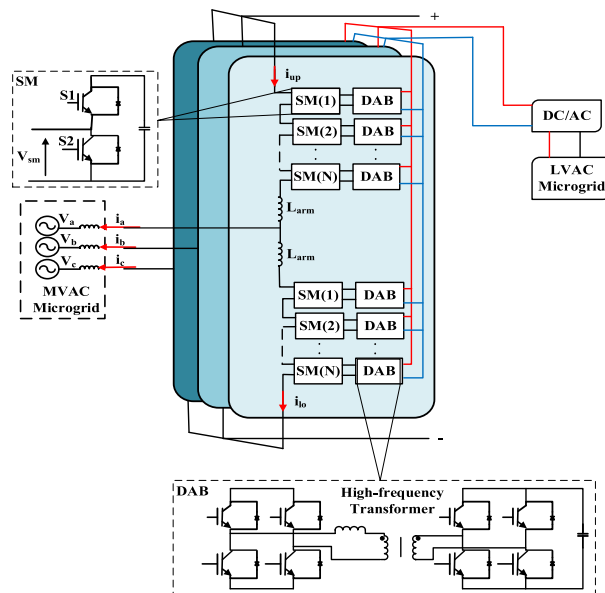 +
i_up
SM
S1
S2
V_sm
SM(1) DAB
SM(2) DAB
SM(N) DAB
DC/AC
LVAC
Microgrid
L_arm
L_arm
V_a i_a
V_b i_b
V_c i_c
MVAC
Microgrid
SM(1) DAB
SM(2) DAB
SM(N) DAB
i_lo
-
DAB
High-frequency
Transformer